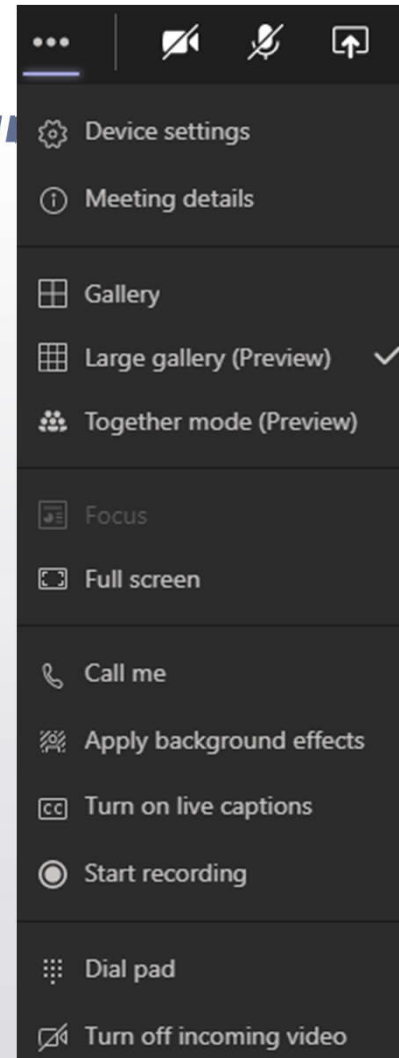 Device settings
Meeting details
Gallery
Large gallery (Preview)
Together mode (Preview)
Focus
Full screen
Call me
Apply background effects
CC Turn on live captions
Start recording
Dial pad
Turn off incoming video